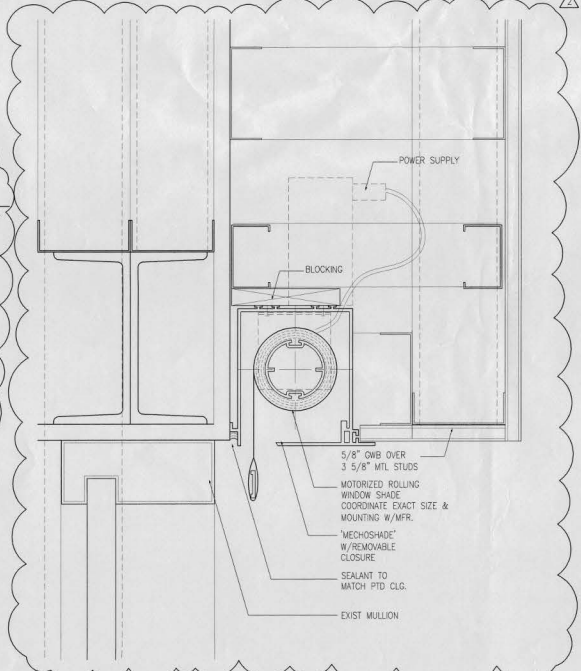 2
POWER SUPPLY
BLOCKING
5/8" GWB OVER
3 5/8" MTL STUDS
MOTORIZED ROLLING
WINDOW SHADE
COORDINATE EXACT SIZE &
MOUNTING W/MFR.
'MECHOSHADE'
W/REMOVABLE
CLOSURE
SEALANT TO
MATCH PTD CLG.
EXIST MULLION